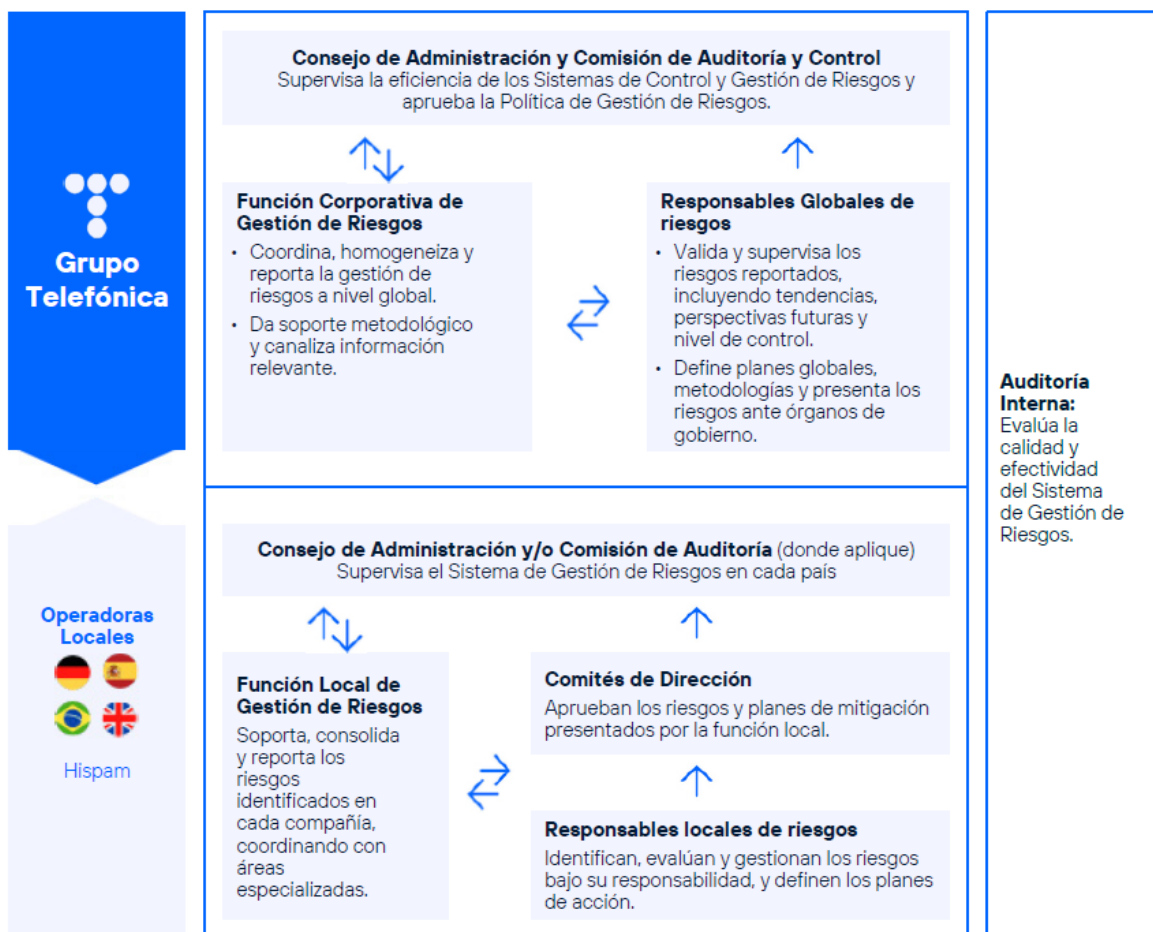 Grupo
Telefónica
Consejo de Administración y Comisión de Auditoría y Control
Supervisa la eficiencia de los Sistemas de Control y Gestión de Riesgos y
aprueba la Política de Gestión de Riesgos.
Función Corporativa de
Gestión de Riesgos
• Coordina, homogeneiza y
reporta la gestión de
riesgos a nivel global.
• Da soporte metodológico
y canaliza información
relevante.
Responsables Globales de
riesgos
• Valida y supervisa los
riesgos reportados,
incluyendo tendencias,
perspectivas futuras y
nivel de control.
• Define planes globales,
metodologías y presenta los
riesgos ante órganos de
gobierno.
Operadoras
Locales
Hispam
Consejo de Administración y/o Comisión de Auditoría (donde aplique)
Supervisa el Sistema de Gestión de Riesgos en cada país
Función Local de
Gestión de Riesgos
Soporta, consolida
y reporta los
riesgos
identificados en
cada compañía,
coordinando con
áreas
especializadas.
Comités de Dirección
Aprueban los riesgos y planes de mitigación
presentados por la función local.
Responsables locales de riesgos
Identifican, evalúan y gestionan los riesgos
bajo su responsabilidad, y definen los planes
de acción.
Auditoría
Interna:
Evalúa la
calidad y
efectividad
del Sistema
de Gestión de
Riesgos.